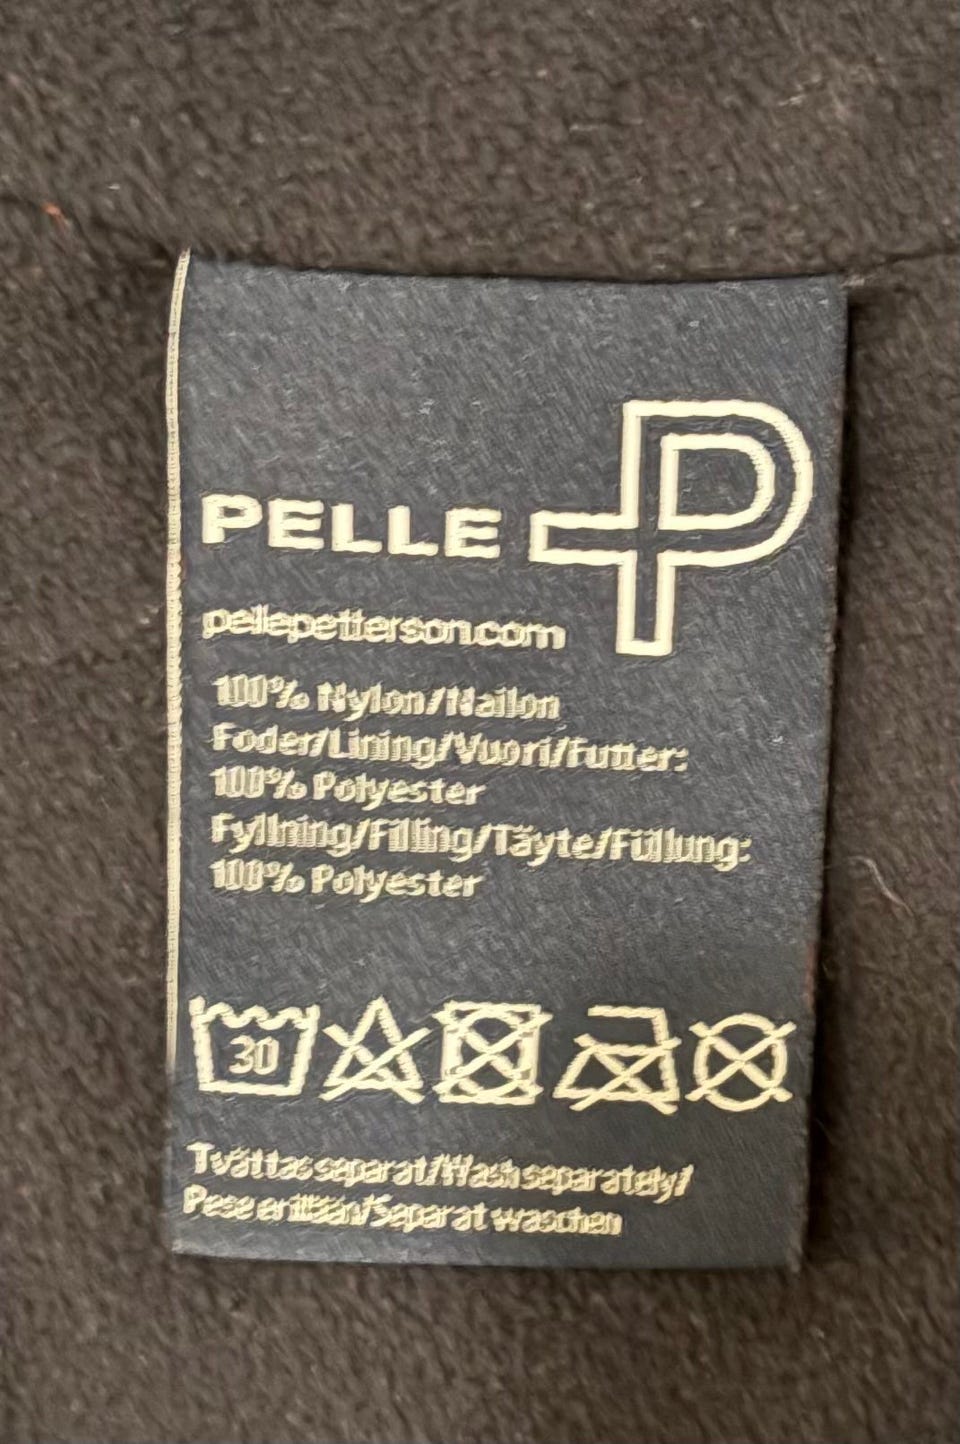 PELLE P
pellepetterson.com
100% Nylon/Nailon
Foder/Lining/Vuori/Futter:
100% Polyester
Fyllning/Filling/Täyte/Füllung:
100% Polyester
30
Tvättas separat/Wash separately/
Pese erillään/Separat waschen